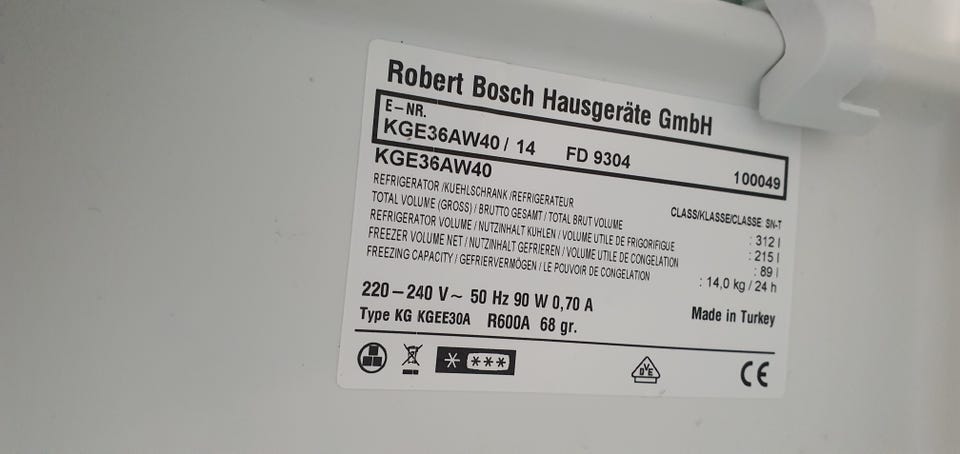 Robert Bosch Hausgeräte GmbH
E-NR.
KGE36AW40 / 14 FD 9304 100049
KGE36AW40
REFRIGERATOR /KUEHLSCHRANK /REFRIGERATEUR CLASS/KLASSE/CLASSE SN-T
TOTAL VOLUME (GROSS) / BRUTTO GESAMT / TOTAL BRUT VOLUME : 312 l
REFRIGERATOR VOLUME / NUTZINHALT KUHLEN / VOLUME UTILE DE FRIGORIFIGUE : 215 l
FREEZER VOLUME NET / NUTZINHALT GEFRIEREN / VOLUME UTILE DE CONGELATION : 89 l
FREEZING CAPACITY / GEFRIERVERMÖGEN / LE POUVOIR DE CONGELATION : 14,0 kg / 24 h
220-240 V~ 50 Hz 90 W 0,70 A
Type KG KGEE30A R600A 68 gr. Made in Turkey
* *** DVE CE